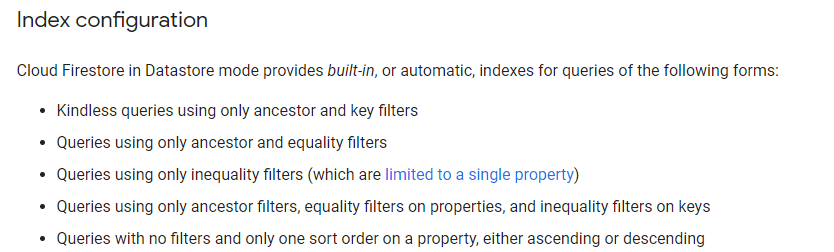 Index configuration
Cloud Firestore in Datastore mode provides built-in, or automatic, indexes for queries of the following forms:
• Kindless queries using only ancestor and key filters
• Queries using only ancestor and equality filters
• Queries using only inequality filters (which are limited to a single property)
• Queries using only ancestor filters, equality filters on properties, and inequality filters on keys
• Queries with no filters and only one sort order on a property, either ascending or descending